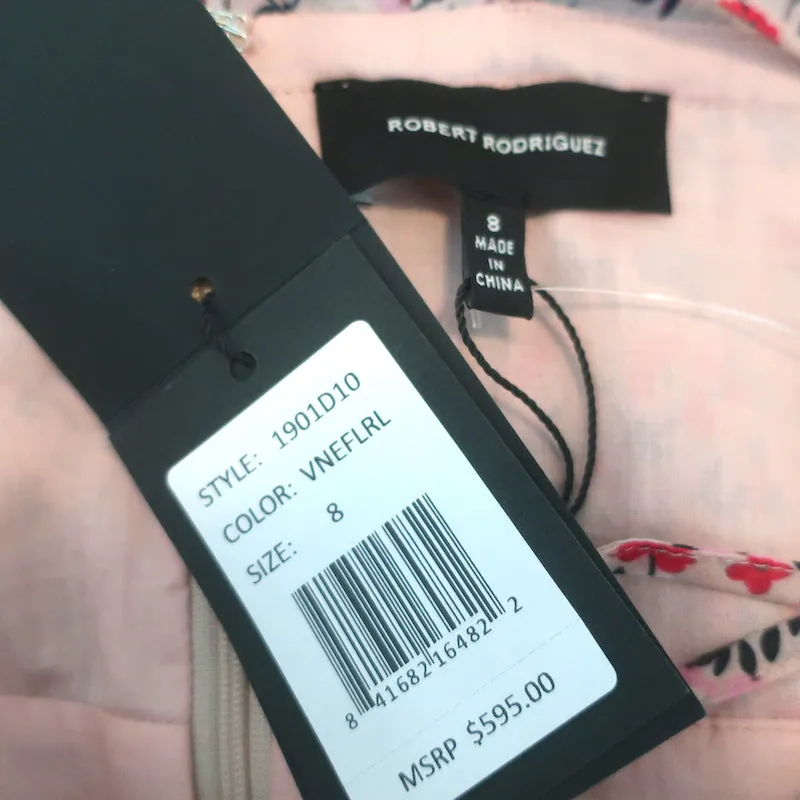 ROBERT RODRIGUEZ
8
MADE
IN
CHINA
STYLE: 1901D10
COLOR: VNEFLRL
SIZE: 8
8 41682 16482 2
MSRP $595.00